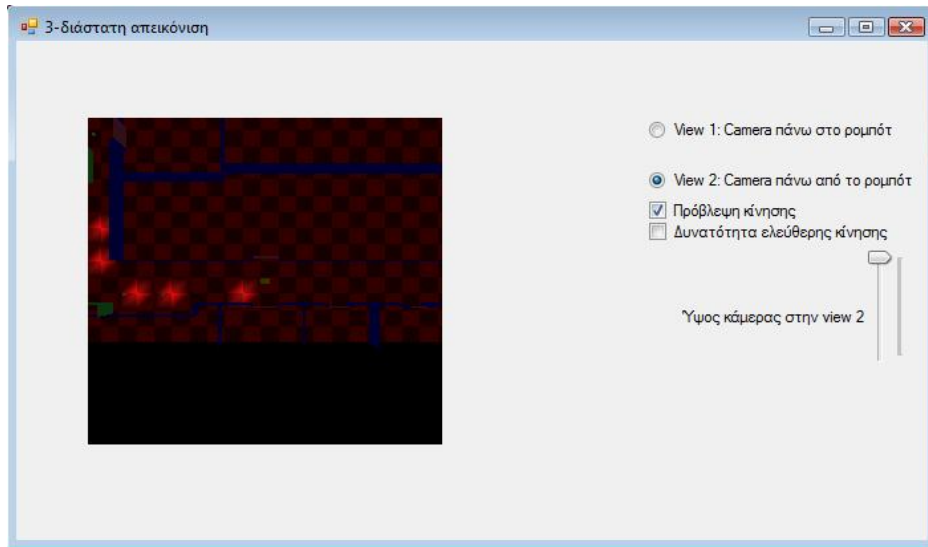 3-διάστατη απεικόνιση
View 1: Camera πάνω στο ρομπότ
View 2: Camera πάνω από το ρομπότ
Πρόβλεψη κίνησης
Δυνατότητα ελεύθερης κίνησης
Ύψος κάμερας στην view 2